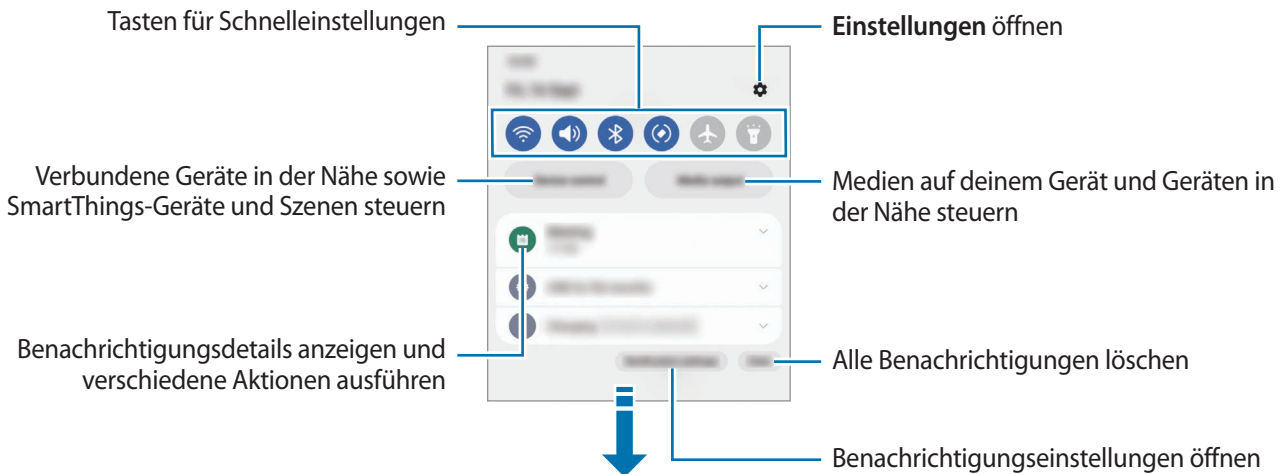 Tasten für Schnelleinstellungen
Einstellungen öffnen
Verbundene Geräte in der Nähe sowie
SmartThings-Geräte und Szenen steuern
Medien auf deinem Gerät und Geräten in
der Nähe steuern
Benachrichtigungsdetails anzeigen und
verschiedene Aktionen ausführen
Alle Benachrichtigungen löschen
Benachrichtigungseinstellungen öffnen